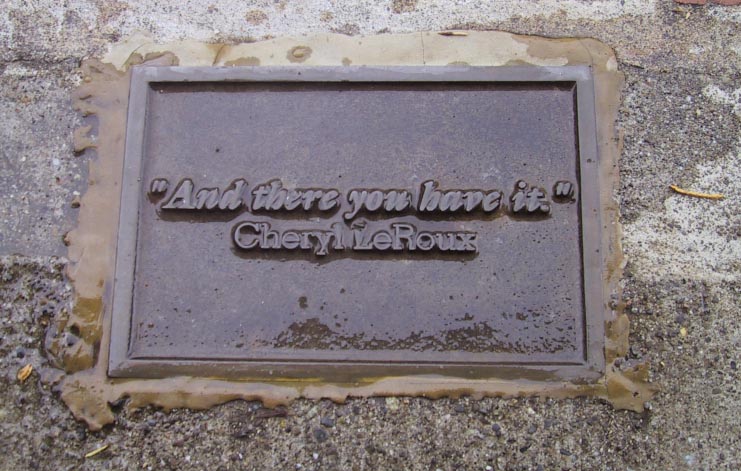 "And there you have it."
Cheryl LeRoux